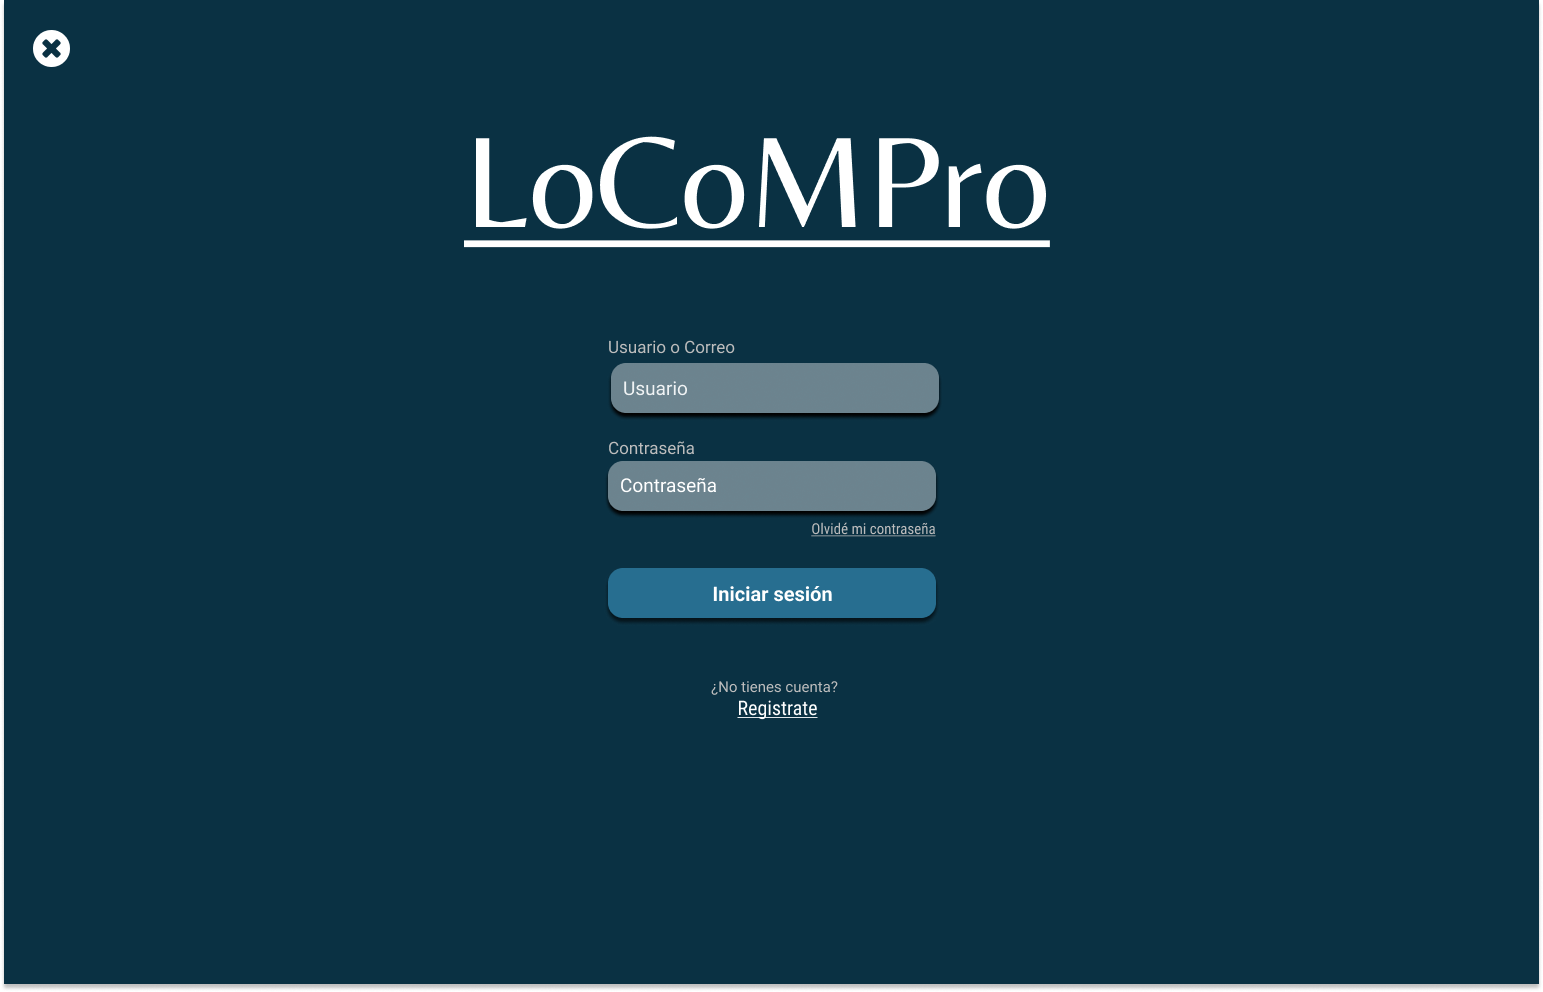 LoCoMPro
Usuario o Correo
Usuario
Contraseña
Contraseña
Olvidé mi contraseña
Iniciar sesión
¿No tienes cuenta?
Registrate